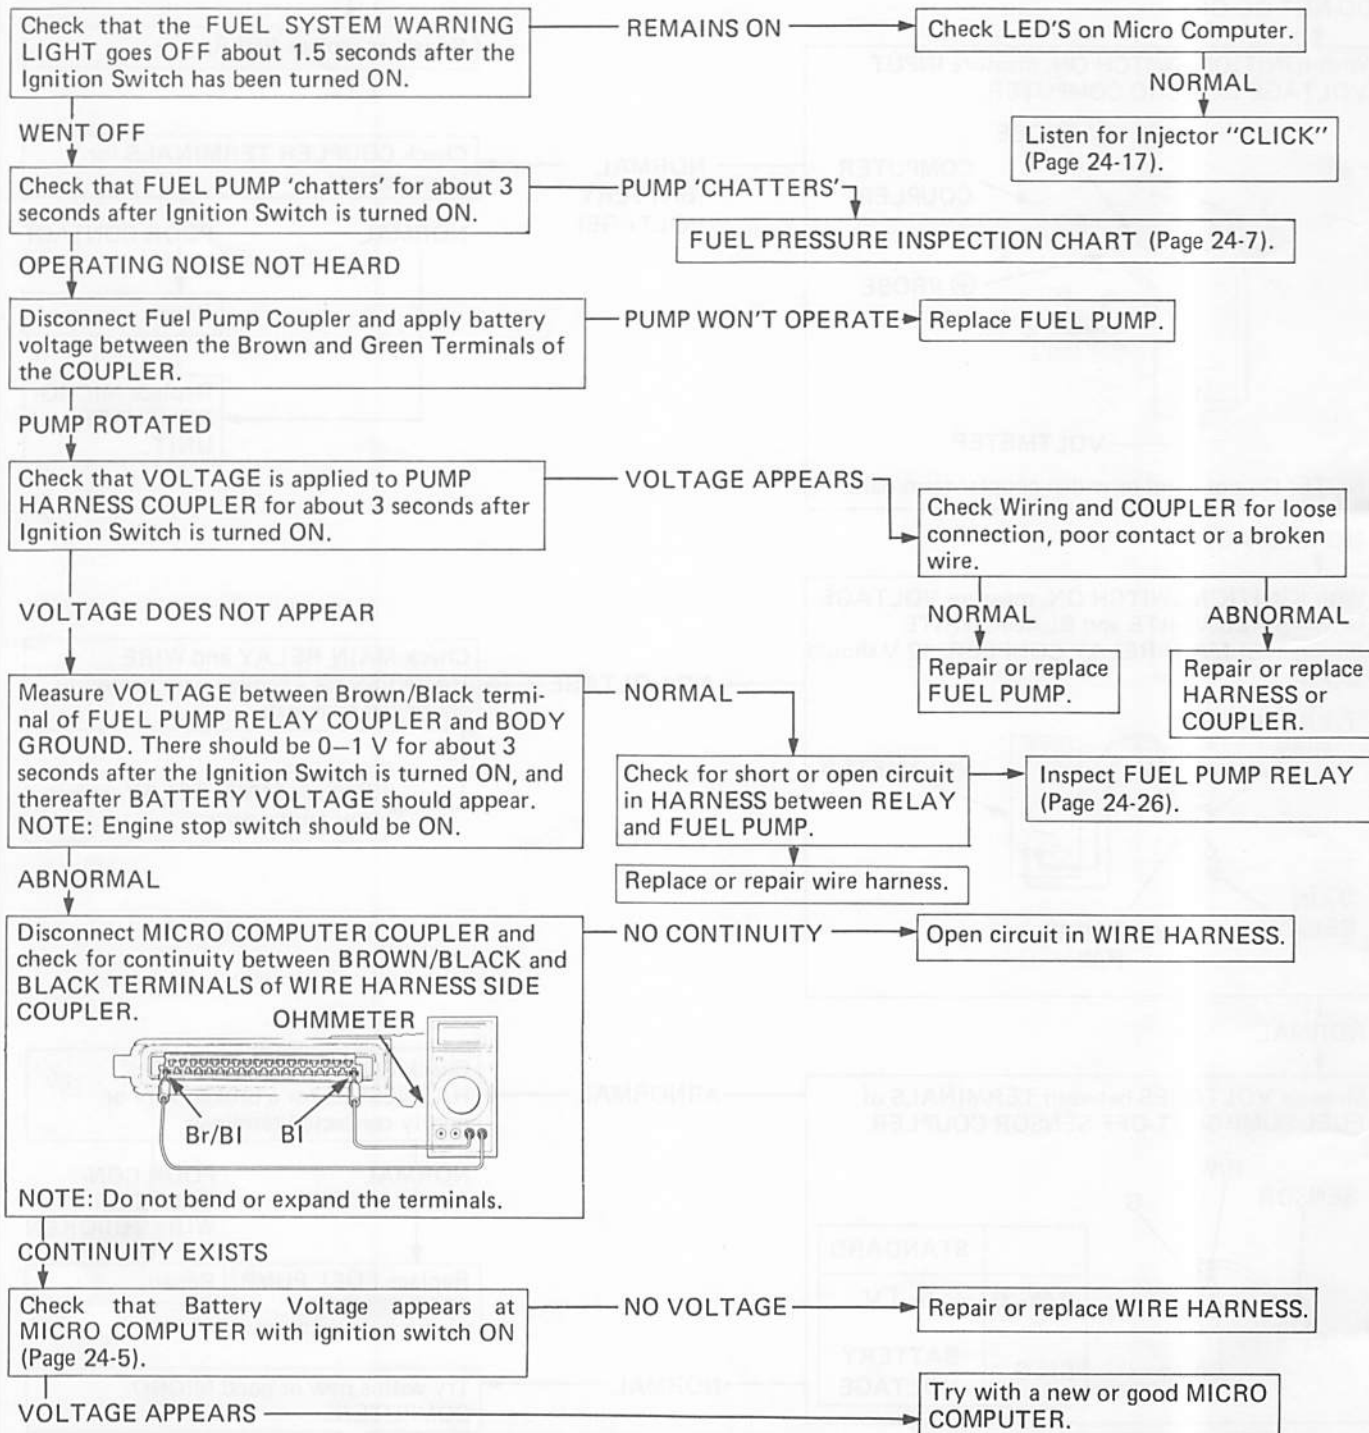 Check that the FUEL SYSTEM WARNING
LIGHT goes OFF about 1.5 seconds after the
Ignition Switch has been turned ON.
REMAINS ON
Check LED'S on Micro Computer.
NORMAL
Listen for Injector "CLICK"
(Page 24-17).
WENT OFF
Check that FUEL PUMP 'chatters' for about 3
seconds after Ignition Switch is turned ON.
PUMP 'CHATTERS'
FUEL PRESSURE INSPECTION CHART (Page 24-7).
OPERATING NOISE NOT HEARD
Disconnect Fuel Pump Coupler and apply battery
voltage between the Brown and Green Terminals of
the COUPLER.
PUMP WON'T OPERATE
Replace FUEL PUMP.
PUMP ROTATED
Check that VOLTAGE is applied to PUMP
HARNESS COUPLER for about 3 seconds after
Ignition Switch is turned ON.
VOLTAGE APPEARS
Check Wiring and COUPLER for loose
connection, poor contact or a broken
wire.
NORMAL
ABNORMAL
Repair or replace
FUEL PUMP.
Repair or replace
HARNESS or
COUPLER.
VOLTAGE DOES NOT APPEAR
Measure VOLTAGE between Brown/Black termi-
nal of FUEL PUMP RELAY COUPLER and BODY
GROUND. There should be 0–1 V for about 3
seconds after the Ignition Switch is turned ON, and
thereafter BATTERY VOLTAGE should appear.
NOTE: Engine stop switch should be ON.
NORMAL
Check for short or open circuit
in HARNESS between RELAY
and FUEL PUMP.
Inspect FUEL PUMP RELAY
(Page 24-26).
Replace or repair wire harness.
ABNORMAL
Disconnect MICRO COMPUTER COUPLER and
check for continuity between BROWN/BLACK and
BLACK TERMINALS of WIRE HARNESS SIDE
COUPLER.
OHMMETER
Br/Bl
Bl
NOTE: Do not bend or expand the terminals.
NO CONTINUITY
Open circuit in WIRE HARNESS.
CONTINUITY EXISTS
Check that Battery Voltage appears at
MICRO COMPUTER with ignition switch ON
(Page 24-5).
NO VOLTAGE
Repair or replace WIRE HARNESS.
VOLTAGE APPEARS
Try with a new or good MICRO
COMPUTER.